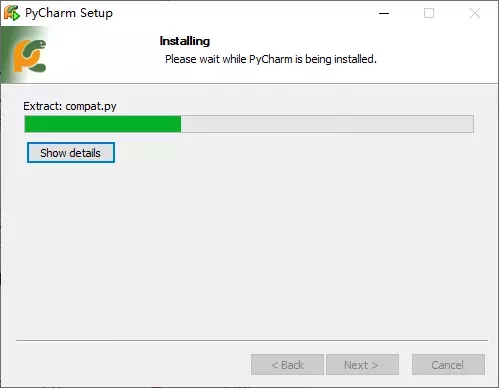 PyCharm Setup
Installing
Please wait while PyCharm is being installed.
Extract: compat.py
Show details
< Back
Next >
Cancel